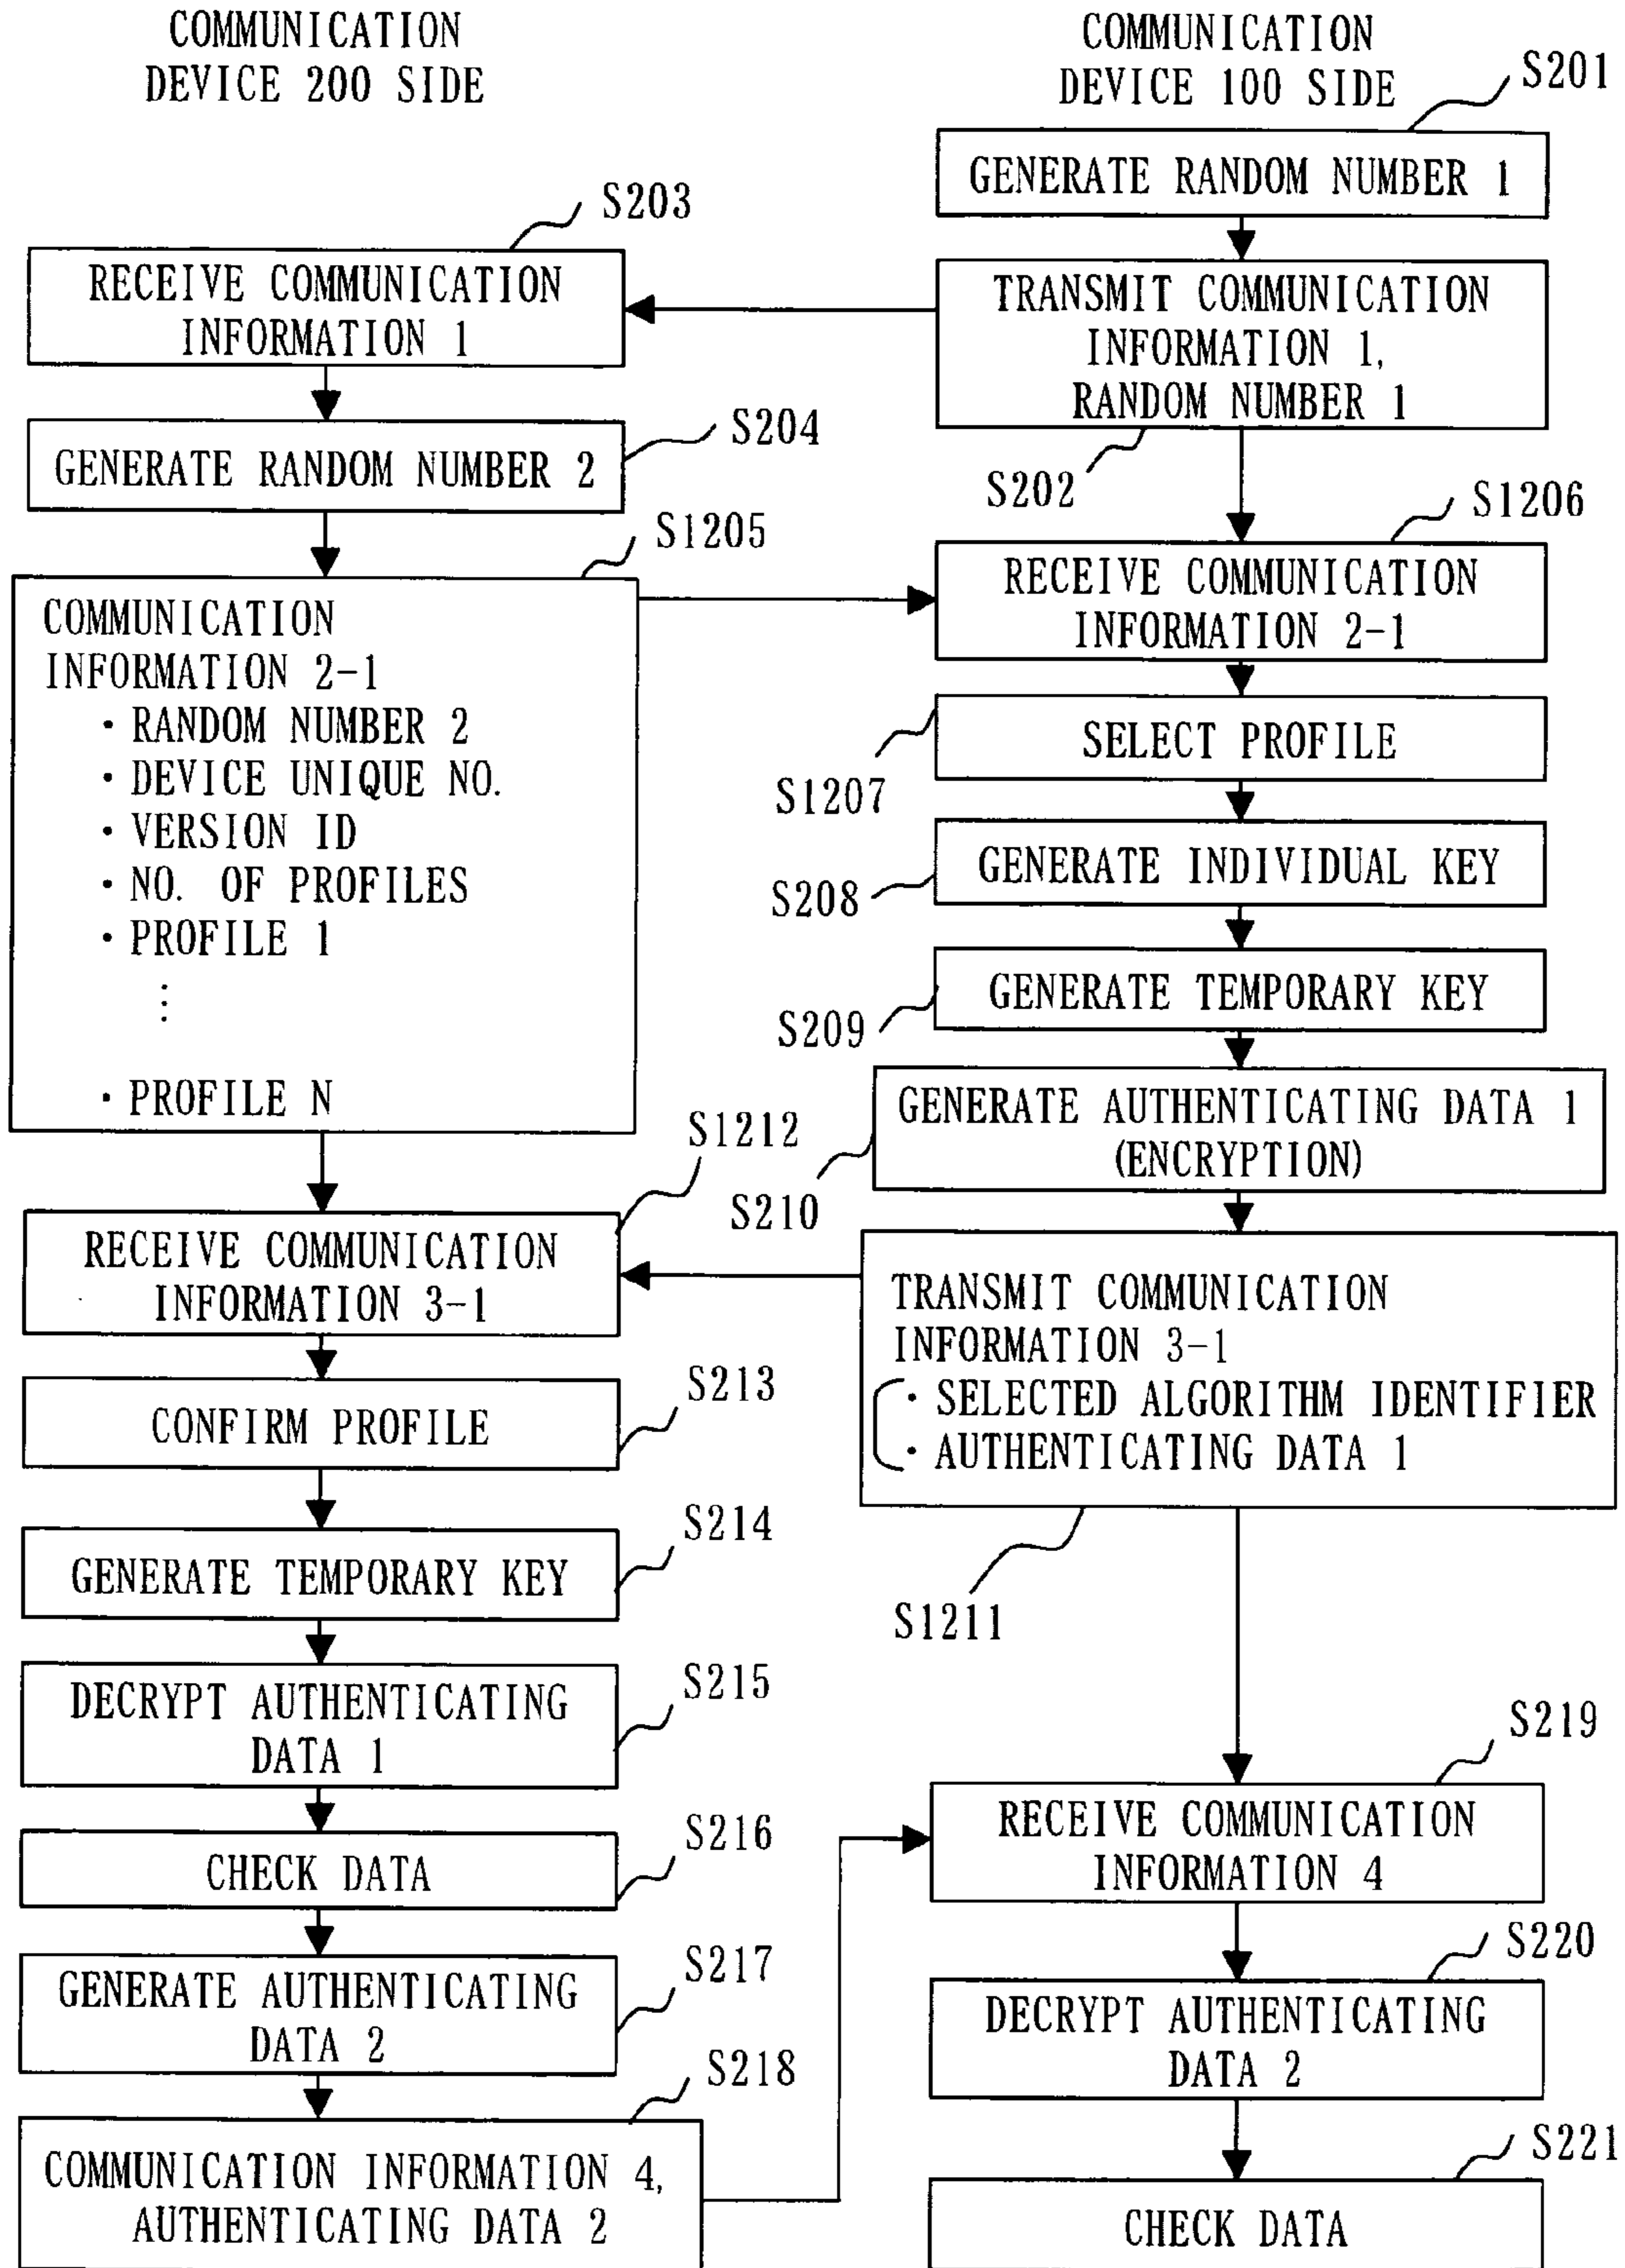 COMMUNICATION
DEVICE 200 SIDE
COMMUNICATION
DEVICE 100 SIDE
S201
GENERATE RANDOM NUMBER 1
S203
RECEIVE COMMUNICATION
INFORMATION 1
TRANSMIT COMMUNICATION
INFORMATION 1,
RANDOM NUMBER 1
S202
S204
GENERATE RANDOM NUMBER 2
S1205
COMMUNICATION
INFORMATION 2-1
· RANDOM NUMBER 2
· DEVICE UNIQUE NO.
· VERSION ID
· NO. OF PROFILES
· PROFILE 1
⋮
· PROFILE N
S1206
RECEIVE COMMUNICATION
INFORMATION 2-1
SELECT PROFILE
S1207
GENERATE INDIVIDUAL KEY
S208
GENERATE TEMPORARY KEY
S209
GENERATE AUTHENTICATING DATA 1
(ENCRYPTION)
S210
S1212
RECEIVE COMMUNICATION
INFORMATION 3-1
TRANSMIT COMMUNICATION
INFORMATION 3-1
· SELECTED ALGORITHM IDENTIFIER
· AUTHENTICATING DATA 1
S1211
S213
CONFIRM PROFILE
S214
GENERATE TEMPORARY KEY
S215
DECRYPT AUTHENTICATING
DATA 1
S216
CHECK DATA
S217
GENERATE AUTHENTICATING
DATA 2
S218
COMMUNICATION INFORMATION 4,
AUTHENTICATING DATA 2
S219
RECEIVE COMMUNICATION
INFORMATION 4
S220
DECRYPT AUTHENTICATING
DATA 2
S221
CHECK DATA